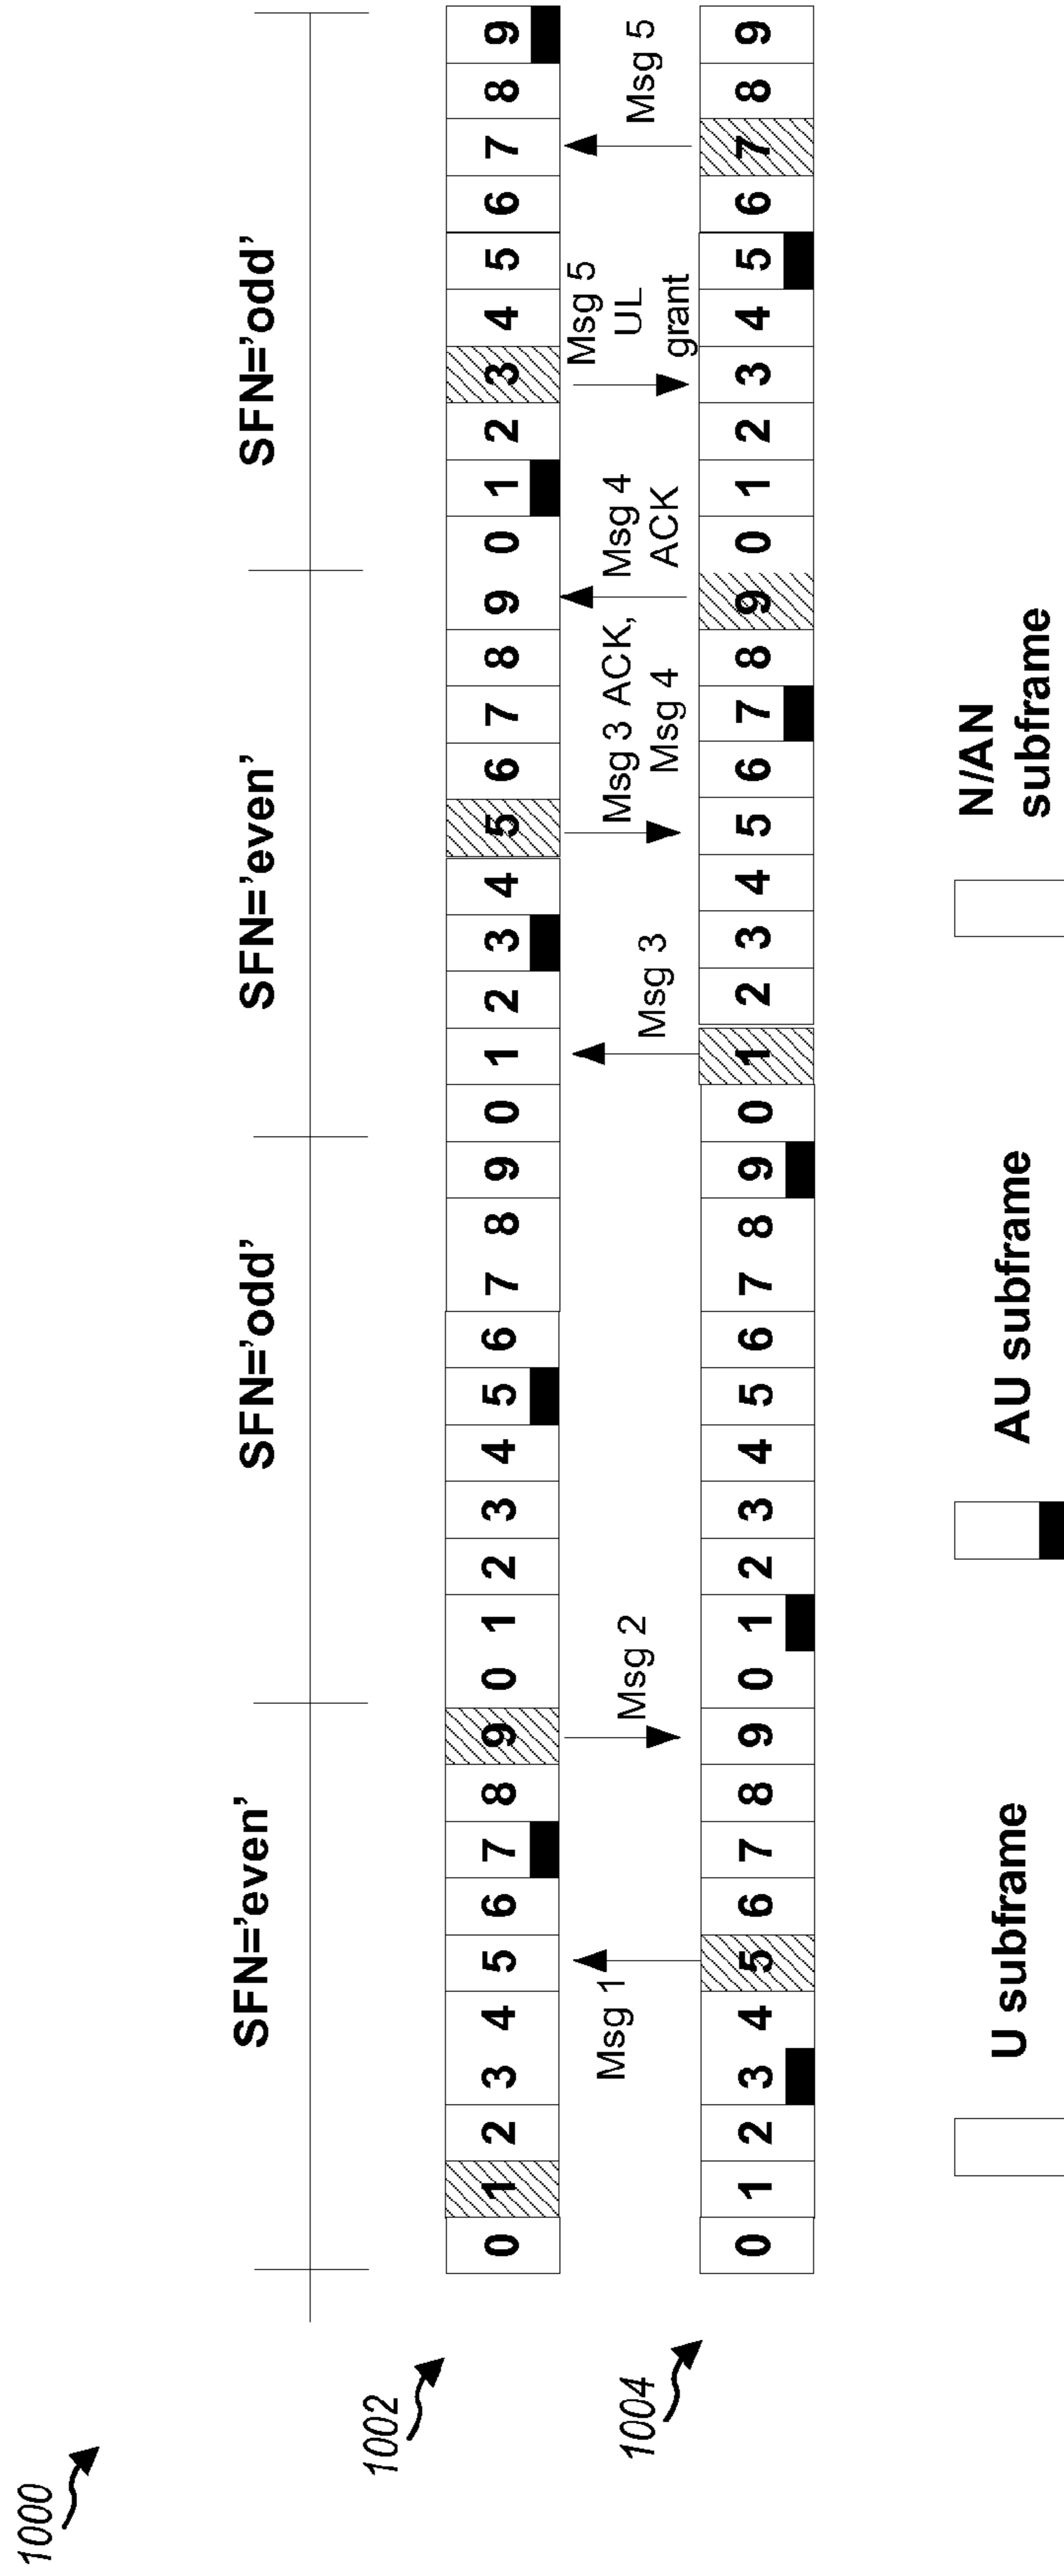 1000
SFN='even'
SFN='odd'
SFN='even'
SFN='odd'
1002
0 1 2 3 4 5 6 7 8 9 0 1 2 3 4 5 6 7 8 9 0 1 2 3 4 5 6 7 8 9 0 1 2 3 4 5 6 7 8 9
Msg 1
Msg 2
Msg 3
Msg 3 ACK,
Msg 4
Msg 4
ACK
Msg 5
UL
grant
Msg 5
1004
0 1 2 3 4 5 6 7 8 9 0 1 2 3 4 5 6 7 8 9 0 1 2 3 4 5 6 7 8 9 0 1 2 3 4 5 6 7 8 9
U subframe
AU subframe
N/AN
subframe